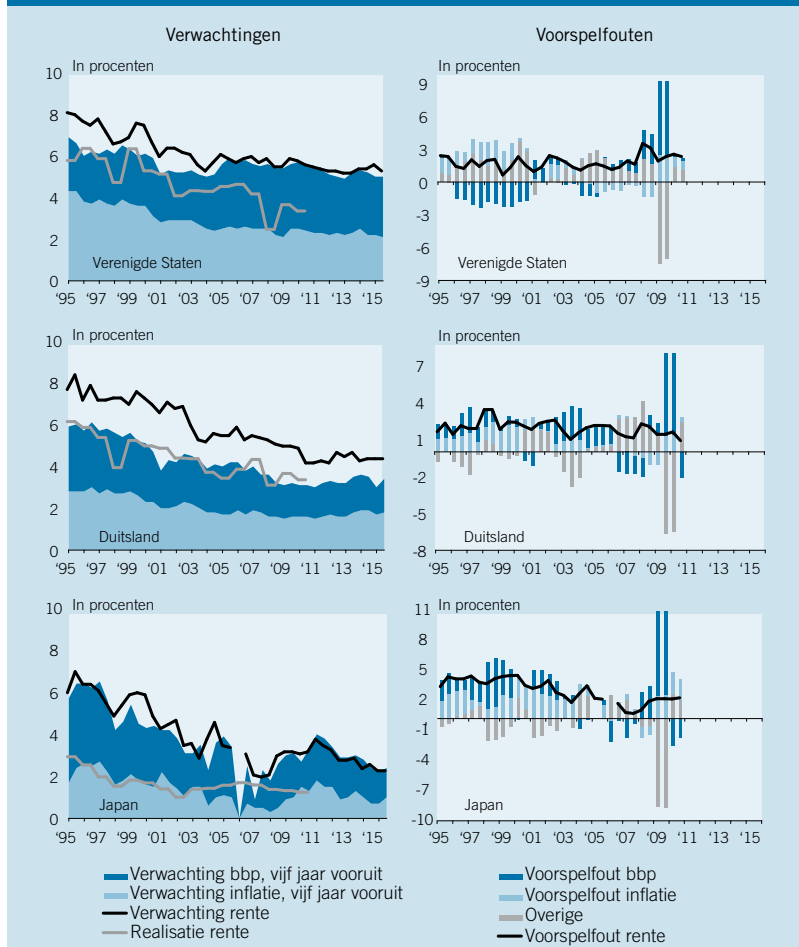 Verwachtingen
Voorspelfouten
In procenten
10
8
6
4
2
0
Verenigde Staten
'95 '97 '99 '01 '03 '05 '07 '09 '11 '13 '15
In procenten
9
6
3
0
-3
-6
-9
Verenigde Staten
'95 '97 '99 '01 '03 '05 '07 '09 '11 '13 '15
In procenten
10
8
6
4
2
0
Duitsland
'95 '97 '99 '01 '03 '05 '07 '09 '11 '13 '15
In procenten
7
4
1
-2
-5
-8
Duitsland
'95 '97 '99 '01 '03 '05 '07 '09 '11 '13 '15
In procenten
10
8
6
4
2
0
Japan
'95 '97 '99 '01 '03 '05 '07 '09 '11 '13 '15
In procenten
11
8
5
2
-1
-4
-7
-10
Japan
'95 '97 '99 '01 '03 '05 '07 '09 '11 '13 '15
Verwachting bbp, vijf jaar vooruit
Verwachting inflatie, vijf jaar vooruit
Verwachting rente
Realisatie rente
Voorspelfout bbp
Voorspelfout inflatie
Overige
Voorspelfout rente